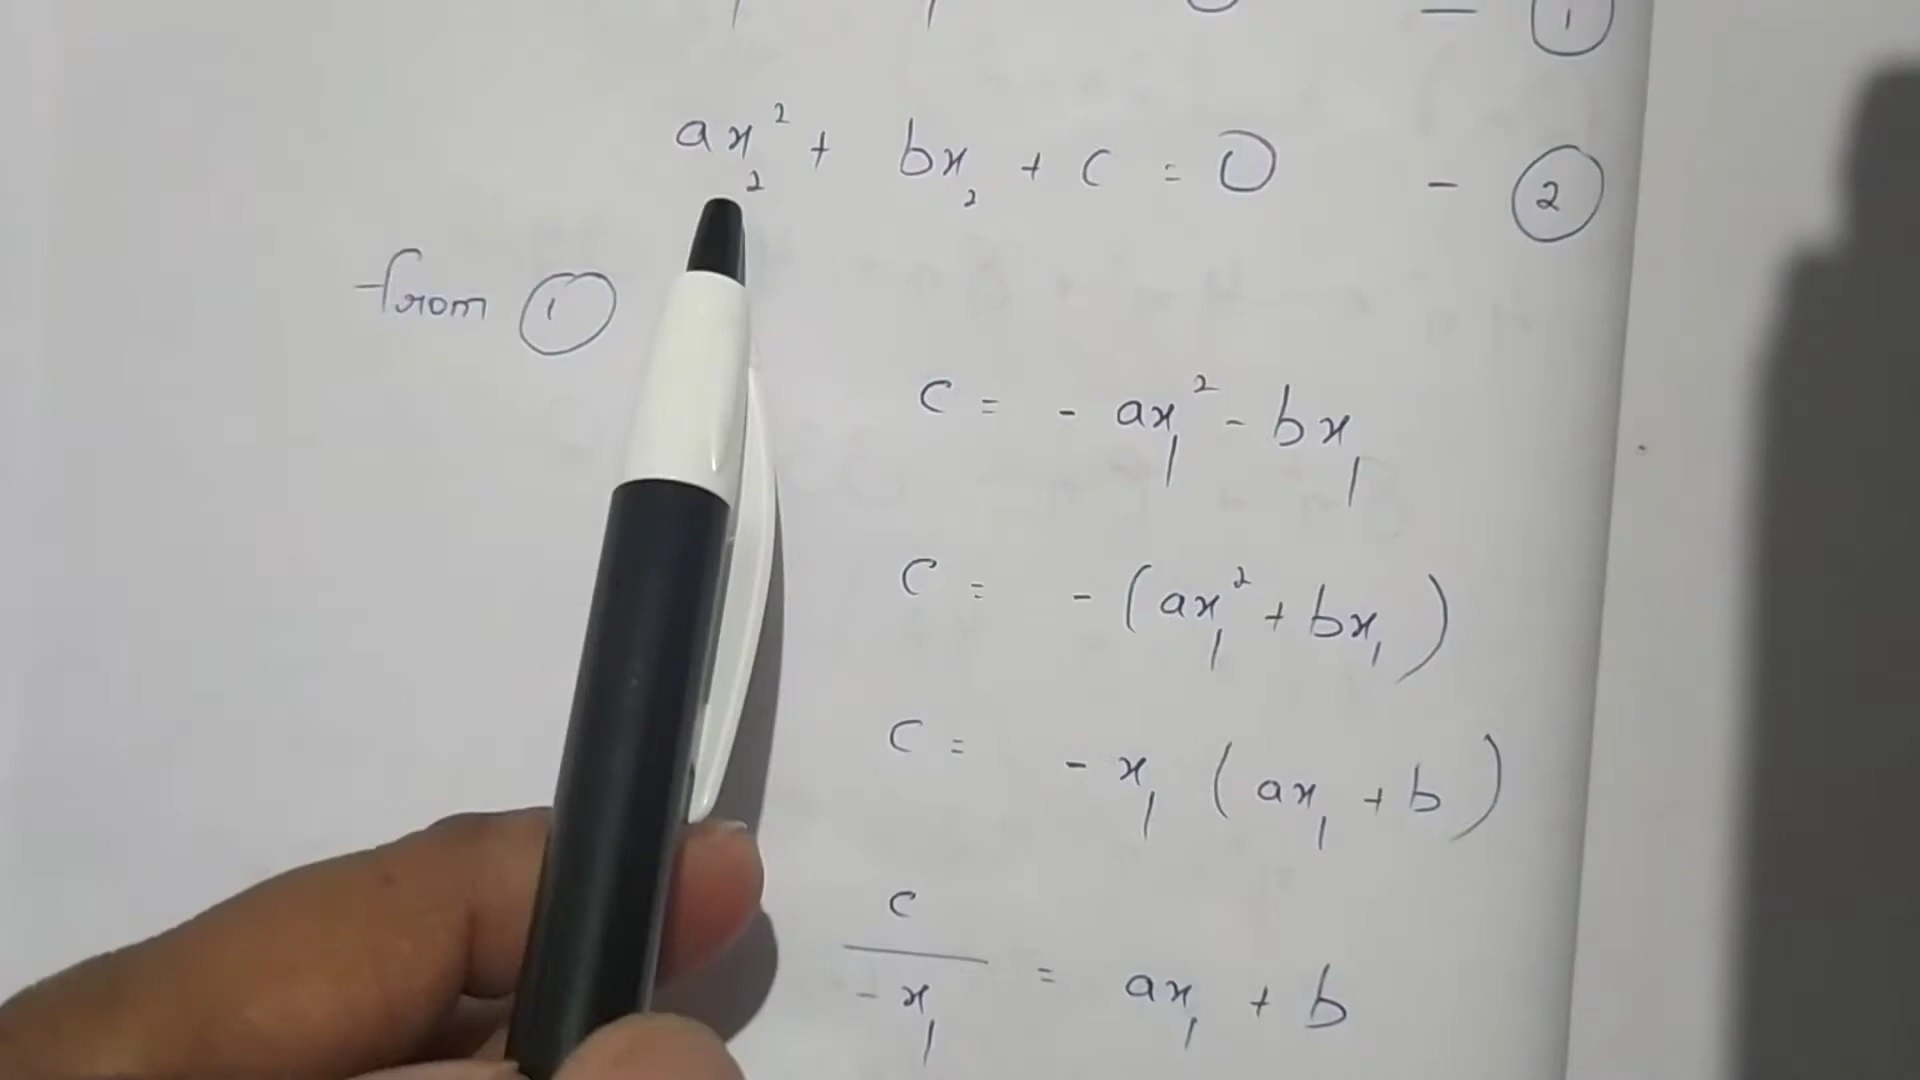 — ①
ax₂² + bx₂ + c = 0 - ②
from ①
c = - ax₁² - bx₁
c = - (ax₁² + bx₁)
c = - x₁ (ax₁ + b)
c / -x₁ = ax₁ + b